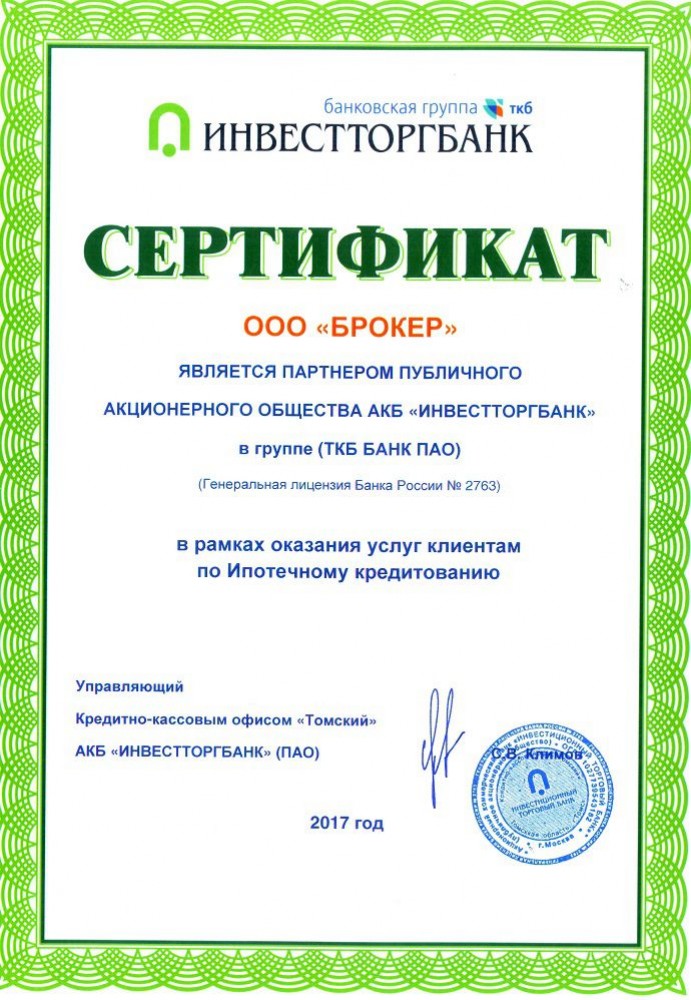 банковская группа ткб
ИНВЕСТТОРГБАНК
СЕРТИФИКАТ
ООО «БРОКЕР»
ЯВЛЯЕТСЯ ПАРТНЕРОМ ПУБЛИЧНОГО
АКЦИОНЕРНОГО ОБЩЕСТВА АКБ «ИНВЕСТТОРГБАНК»
в группе (ТКБ БАНК ПАО)
(Генеральная лицензия Банка России № 2763)
в рамках оказания услуг клиентам
по Ипотечному кредитованию
Управляющий
Кредитно-кассовым офисом «Томский»
АКБ «ИНВЕСТТОРГБАНК» (ПАО)
С.В. Климов
ИНВЕСТИЦИОННЫЙ
ТОРГОВЫЙ БАНК
г.Москва
2017 год